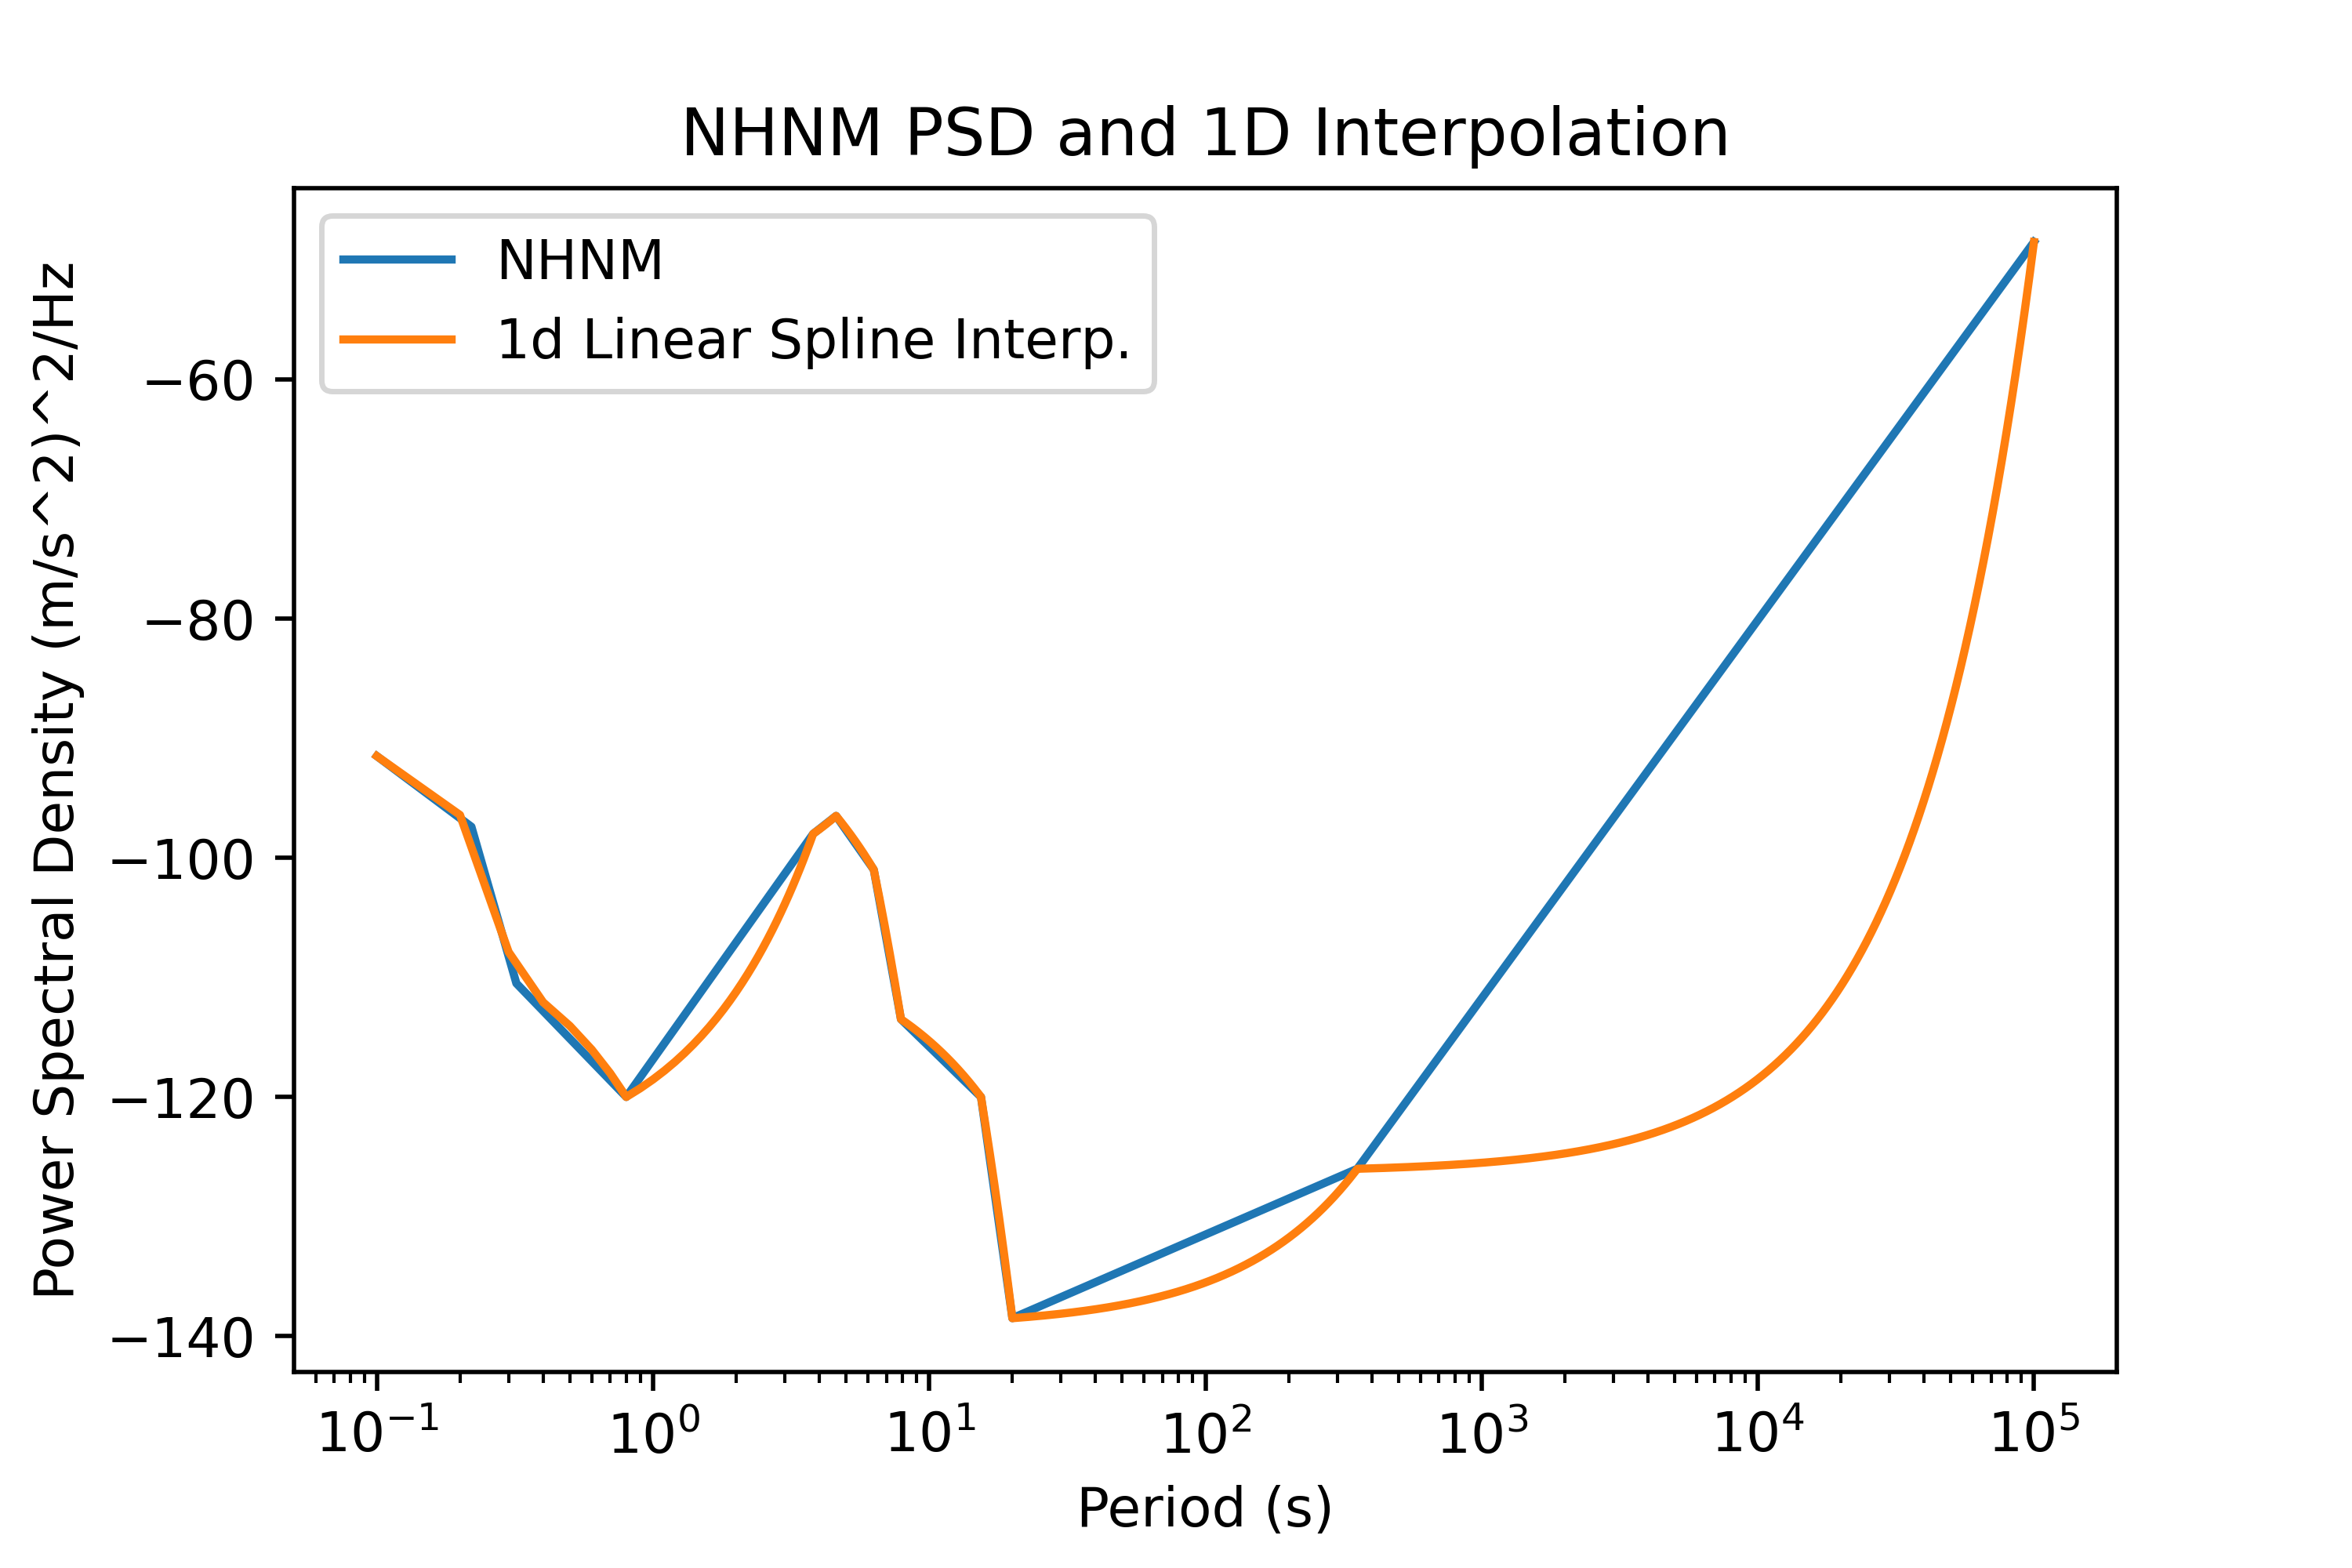 NHNM PSD and 1D Interpolation
NHNM
1d Linear Spline Interp.
Power Spectral Density (m/s^2)^2/Hz
−60
−80
−100
−120
−140
10⁻¹ 10⁰ 10¹ 10² 10³ 10⁴ 10⁵
Period (s)